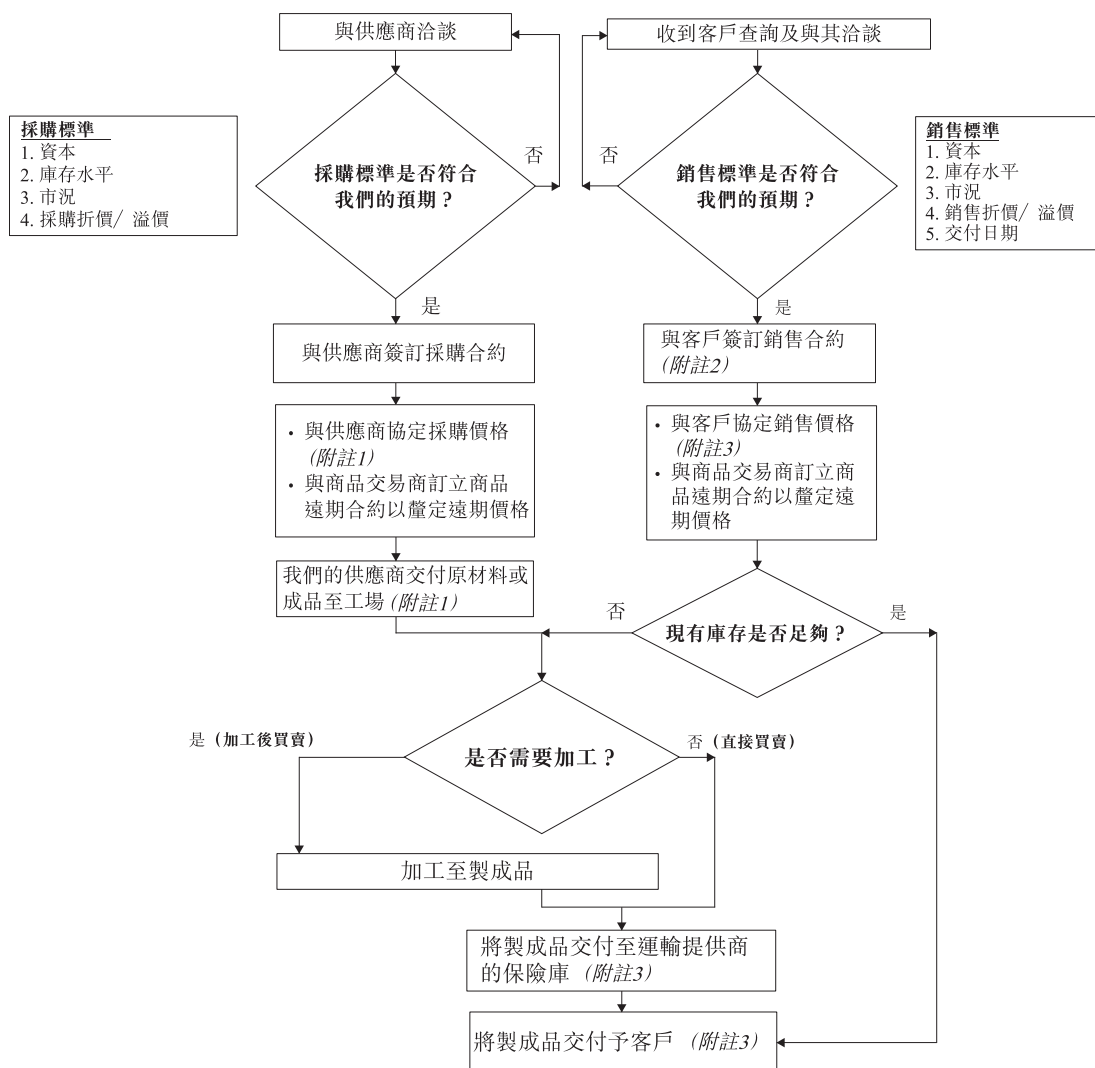 與供應商洽談
收到客戶查詢及與其洽談
採購標準
1. 資本
2. 庫存水平
3. 市況
4. 採購折價/ 溢價
採購標準是否符合
我們的預期？
否
否
銷售標準是否符合
我們的預期？
銷售標準
1. 資本
2. 庫存水平
3. 市況
4. 銷售折價/ 溢價
5. 交付日期
是
是
與供應商簽訂採購合約
與客戶簽訂銷售合約
(附註2)
• 與供應商協定採購價格
(附註1)
• 與商品交易商訂立商品
遠期合約以釐定遠期價格
• 與客戶協定銷售價格
(附註3)
• 與商品交易商訂立商
品遠期合約以釐定遠
期價格
我們的供應商交付原材料或
成品至工場 (附註1)
否
現有庫存是否足夠？
是
是 (加工後買賣)
是否需要加工？
否 (直接買賣)
加工至製成品
將製成品交付至運輸提供商
的保險庫 (附註3)
將製成品交付予客戶 (附註3)